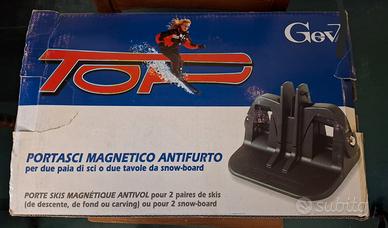 Gev
TOP
PORTASCI MAGNETICO ANTIFURTO
per due paia di sci o due tavole da snow-board
PORTE SKIS MAGNÉTIQUE ANTIVOL pour 2 paires de skis
(de descente, de fond ou carving) ou pour 2 snow-board
subito